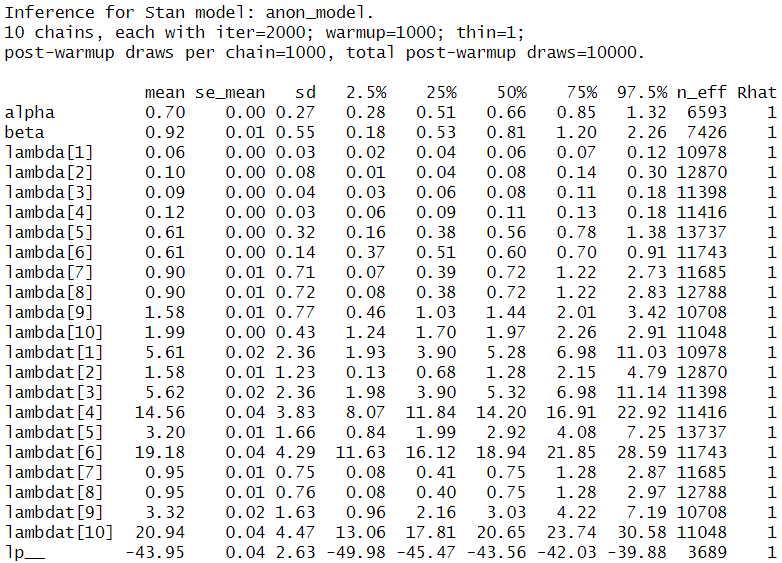 Inference for Stan model: anon_model.
10 chains, each with iter=2000; warmup=1000; thin=1;
post-warmup draws per chain=1000, total post-warmup draws=10000.
mean se_mean sd 2.5% 25% 50% 75% 97.5% n_eff Rhat
alpha 0.70 0.00 0.27 0.28 0.51 0.66 0.85 1.32 6593 1
beta 0.92 0.01 0.55 0.18 0.53 0.81 1.20 2.26 7426 1
lambda[1] 0.06 0.00 0.03 0.02 0.04 0.06 0.07 0.12 10978 1
lambda[2] 0.10 0.00 0.08 0.01 0.04 0.08 0.14 0.30 12870 1
lambda[3] 0.09 0.00 0.04 0.03 0.06 0.08 0.11 0.18 11398 1
lambda[4] 0.12 0.00 0.03 0.06 0.09 0.11 0.13 0.18 11416 1
lambda[5] 0.61 0.00 0.32 0.16 0.38 0.56 0.78 1.38 13737 1
lambda[6] 0.61 0.00 0.14 0.37 0.51 0.60 0.70 0.91 11743 1
lambda[7] 0.90 0.01 0.71 0.07 0.39 0.72 1.22 2.73 11685 1
lambda[8] 0.90 0.01 0.72 0.08 0.38 0.72 1.22 2.83 12788 1
lambda[9] 1.58 0.01 0.77 0.46 1.03 1.44 2.01 3.42 10708 1
lambda[10] 1.99 0.00 0.43 1.24 1.70 1.97 2.26 2.91 11048 1
lambdat[1] 5.61 0.02 2.36 1.93 3.90 5.28 6.98 11.03 10978 1
lambdat[2] 1.58 0.01 1.23 0.13 0.68 1.28 2.15 4.79 12870 1
lambdat[3] 5.62 0.02 2.36 1.98 3.90 5.32 6.98 11.14 11398 1
lambdat[4] 14.56 0.04 3.83 8.07 11.84 14.20 16.91 22.92 11416 1
lambdat[5] 3.20 0.01 1.66 0.84 1.99 2.92 4.08 7.25 13737 1
lambdat[6] 19.18 0.04 4.29 11.63 16.12 18.94 21.85 28.59 11743 1
lambdat[7] 0.95 0.01 0.75 0.08 0.41 0.75 1.28 2.87 11685 1
lambdat[8] 0.95 0.01 0.76 0.08 0.40 0.75 1.28 2.97 12788 1
lambdat[9] 3.32 0.02 1.63 0.96 2.16 3.03 4.22 7.19 10708 1
lambdat[10] 20.94 0.04 4.47 13.06 17.81 20.65 23.74 30.58 11048 1
lp__ -43.95 0.04 2.63 -49.98 -45.47 -43.56 -42.03 -39.88 3689 1